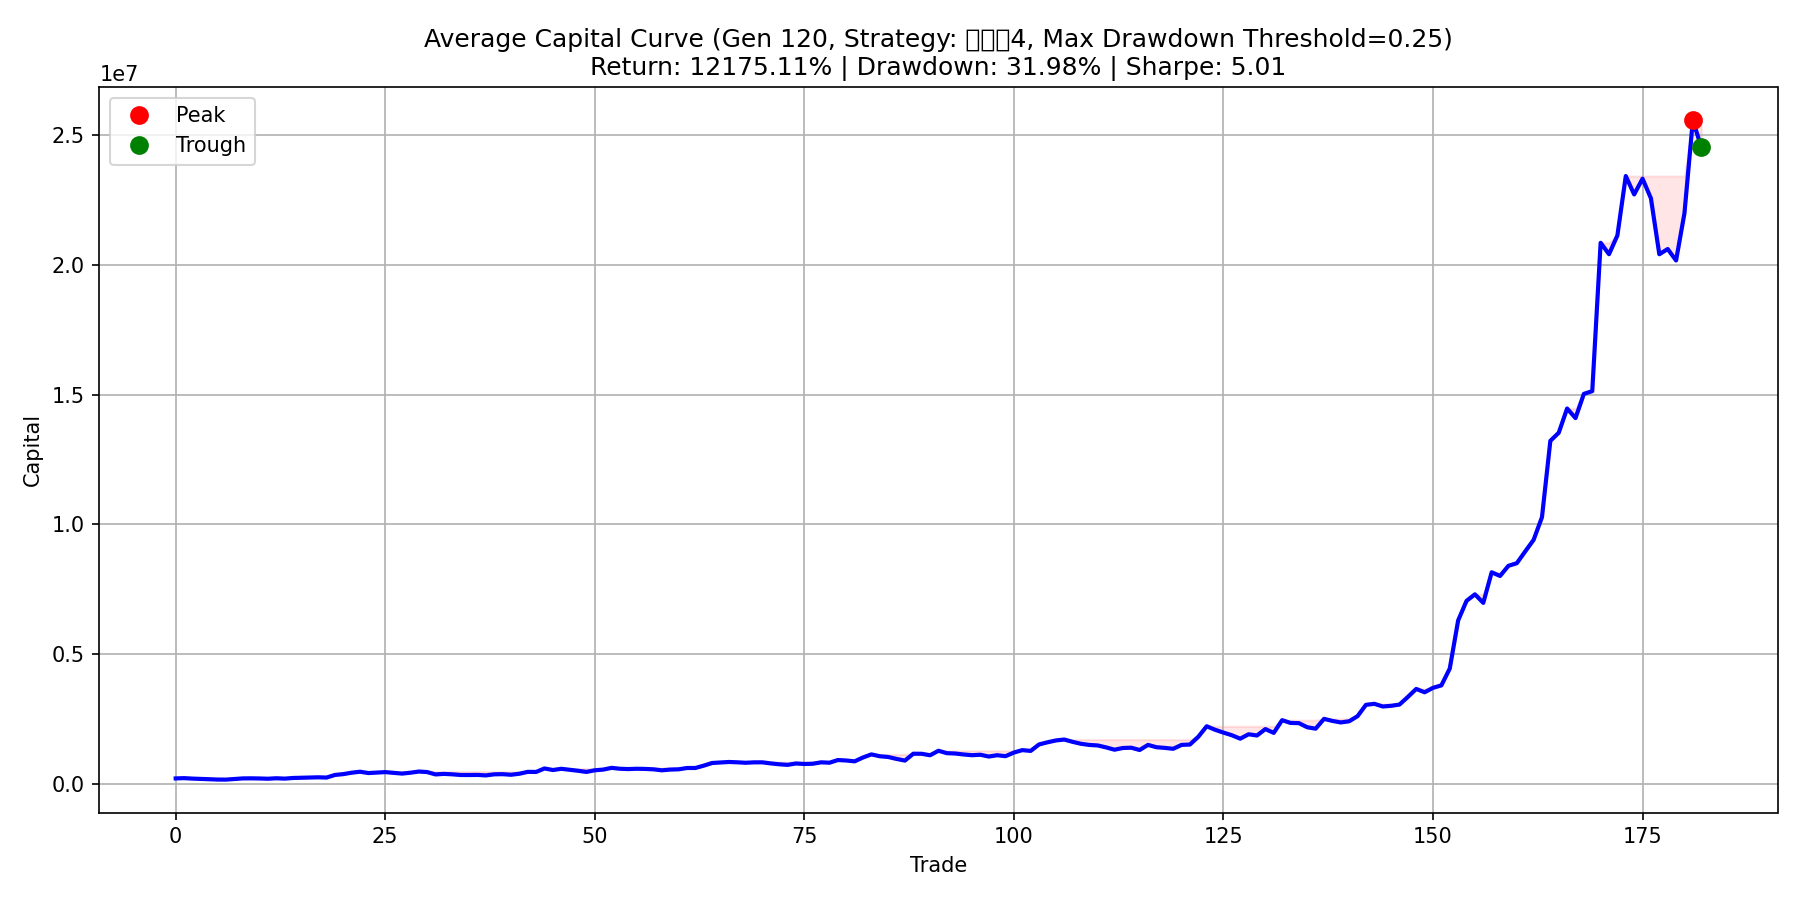 Average Capital Curve (Gen 120, Strategy: 4, Max Drawdown Threshold=0.25)
Return: 12175.11% | Drawdown: 31.98% | Sharpe: 5.01
1e7
Peak
Trough
2.5
2.0
1.5
1.0
0.5
0.0
Capital
0 25 50 75 100 125 150 175
Trade